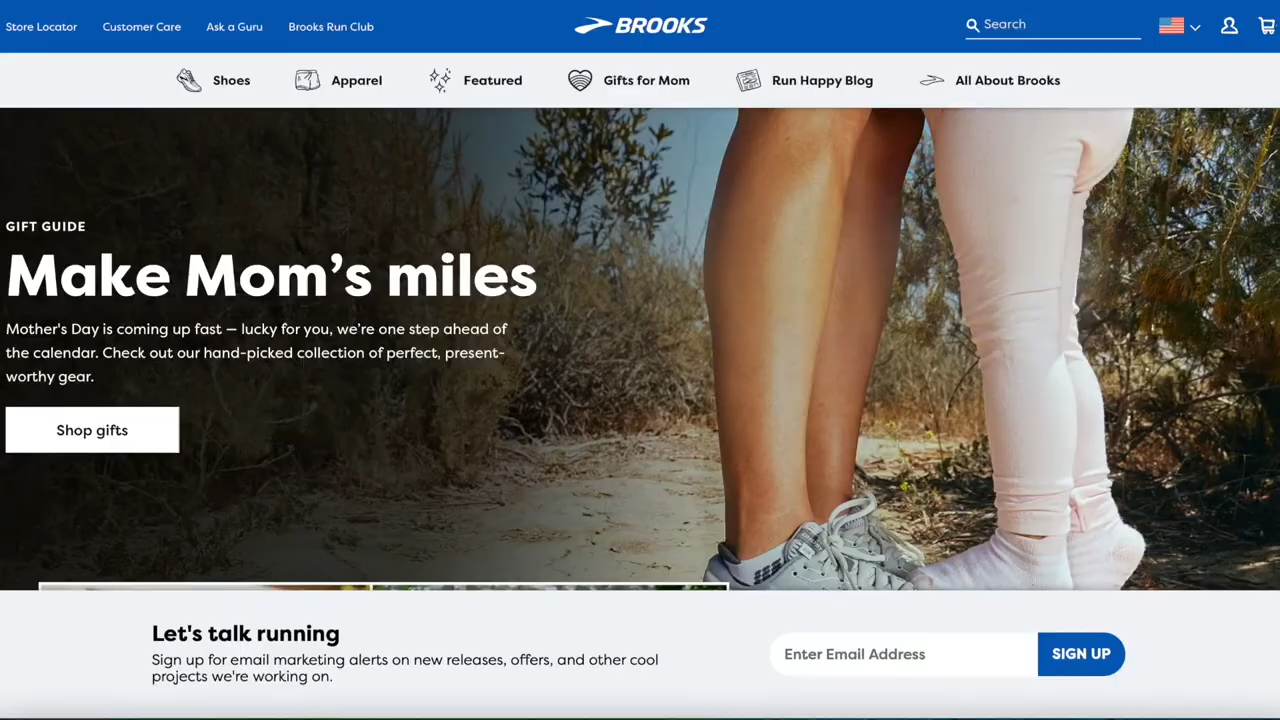 Store Locator Customer Care Ask a Guru Brooks Run Club BROOKS Search
Shoes Apparel Featured Gifts for Mom Run Happy Blog All About Brooks
GIFT GUIDE
Make Mom’s miles
Mother's Day is coming up fast — lucky for you, we’re one step ahead of
the calendar. Check out our hand-picked collection of perfect, present-
worthy gear.
Shop gifts
Let's talk running
Sign up for email marketing alerts on new releases, offers, and other cool
projects we're working on.
Enter Email Address SIGN UP